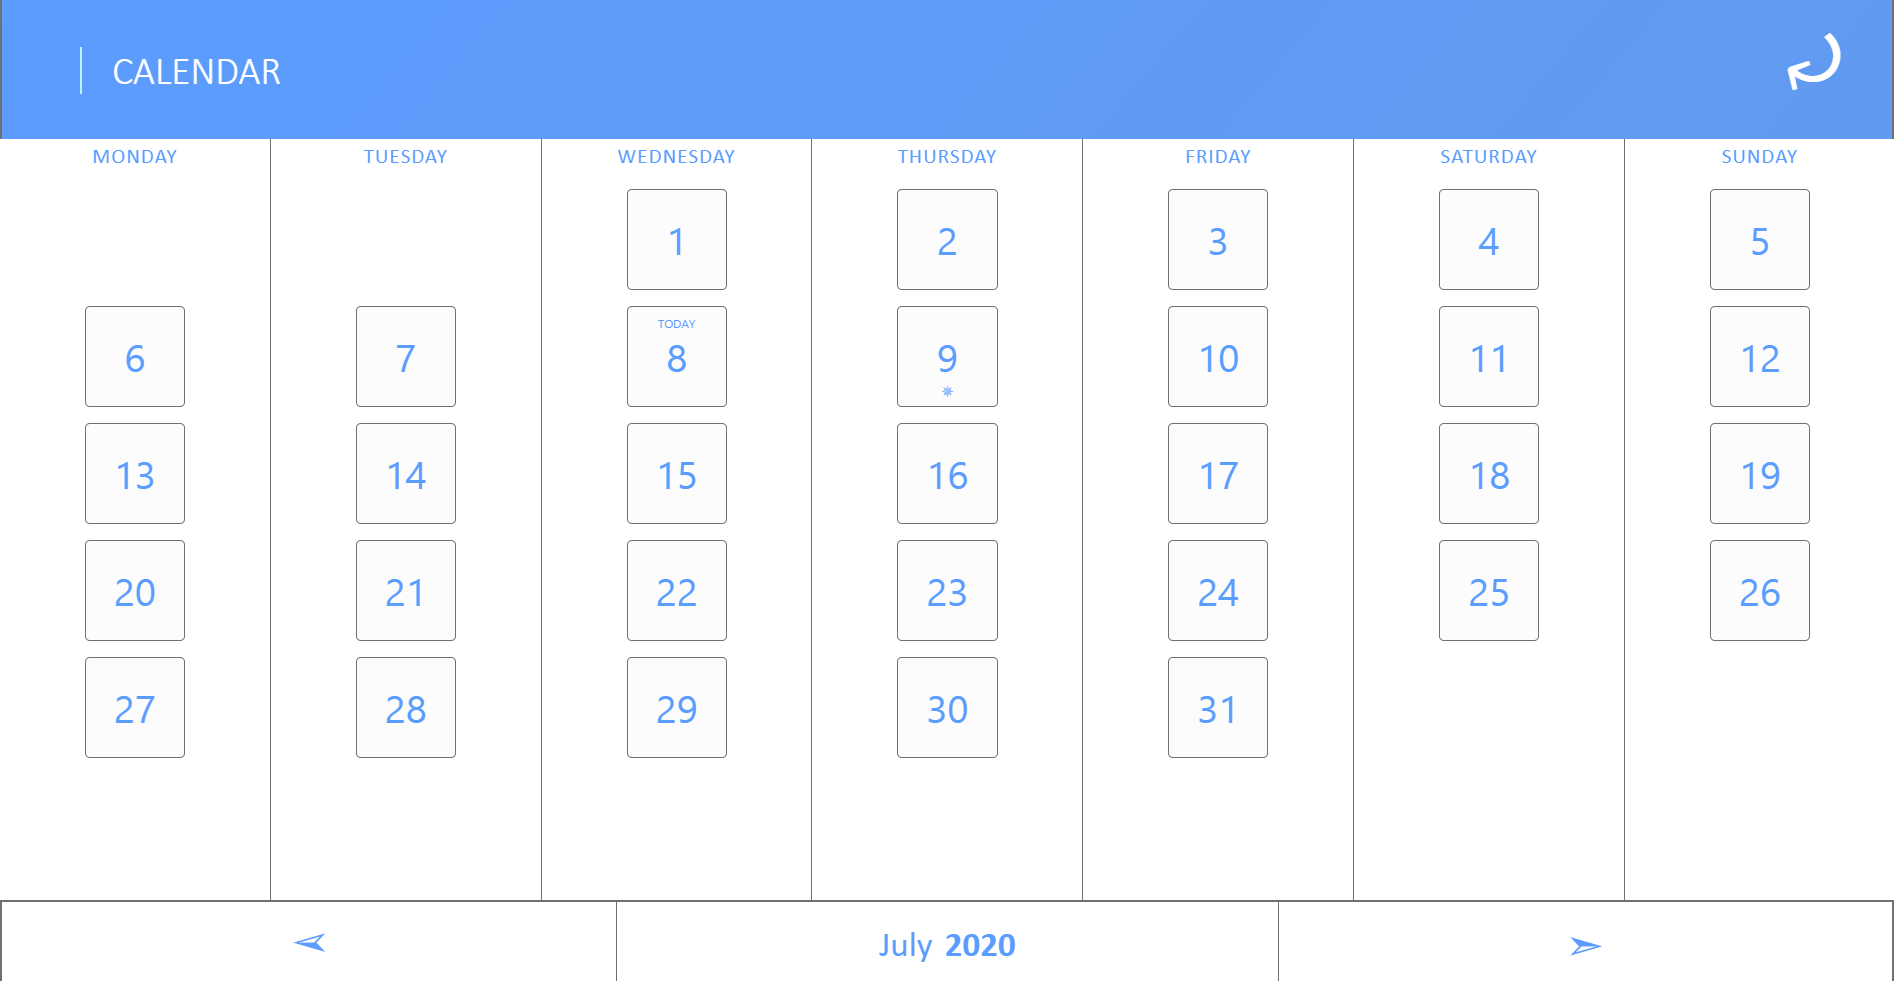 CALENDAR
MONDAY TUESDAY WEDNESDAY THURSDAY FRIDAY SATURDAY SUNDAY
1 2 3 4 5
TODAY
6 7 8 9 10 11 12
13 14 15 16 17 18 19
20 21 22 23 24 25 26
27 28 29 30 31
July 2020